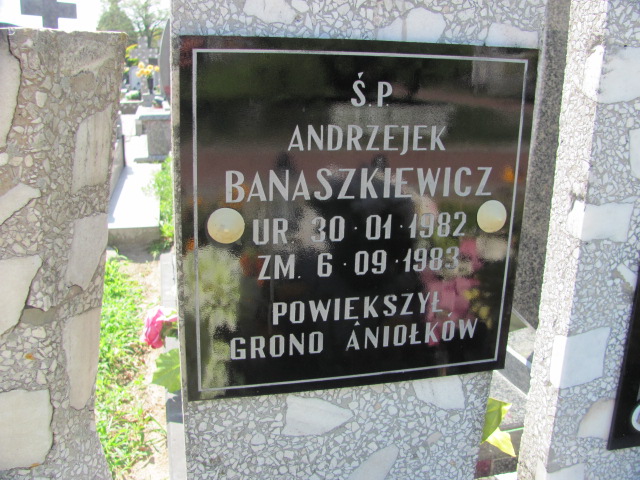 Ś.P.
ANDRZEJEK
BANASZKIEWICZ
UR. 30·01·1982
ZM. 6·09·1983
POWIĘKSZYŁ
GRONO ANIOŁKÓW